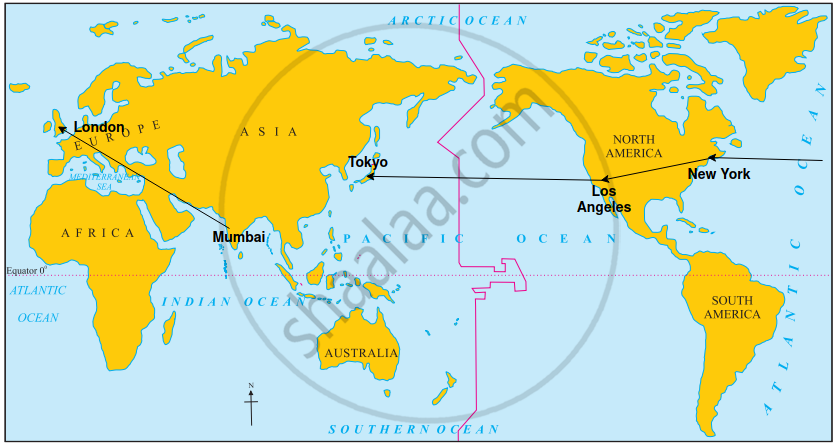 ARCTIC OCEAN
London
EUROPE
ASIA
NORTH
AMERICA
Tokyo
New York
MEDITERRANEAN
SEA
Los
Angeles
AFRICA
Mumbai
PACIFIC OCEAN
Equator 0°
ATLANTIC
OCEAN
INDIAN OCEAN
SOUTH
AMERICA
ATLANTIC OCEAN
AUSTRALIA
N
SOUTHERN OCEAN
shaalaa.com